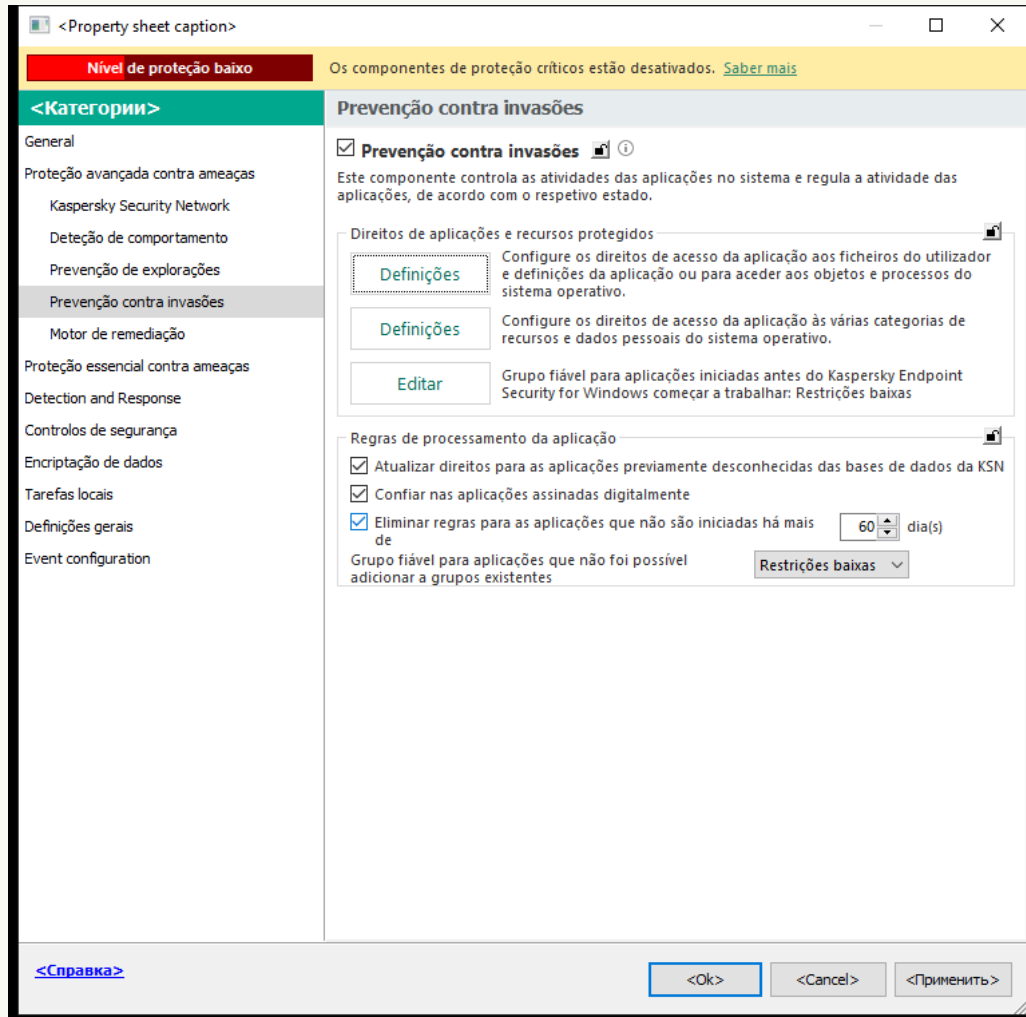 <Property sheet caption>
Nível de proteção baixo
Os componentes de proteção críticos estão desativados. Saber mais
<Категории>
General
Proteção avançada contra ameaças
Kaspersky Security Network
Deteção de comportamento
Prevenção de explorações
Prevenção contra invasões
Motor de remediação
Proteção essencial contra ameaças
Detection and Response
Controlos de segurança
Encriptação de dados
Tarefas locais
Definições gerais
Event configuration
Prevenção contra invasões
Prevenção contra invasões
Este componente controla as atividades das aplicações no sistema e regula a atividade das
aplicações, de acordo com o respetivo estado.
Direitos de aplicações e recursos protegidos
Definições
Configure os direitos de acesso da aplicação aos ficheiros do utilizador
e definições da aplicação ou para aceder aos objetos e processos do
sistema operativo.
Definições
Configure os direitos de acesso da aplicação às várias categorias de
recursos e dados pessoais do sistema operativo.
Editar
Grupo fiável para aplicações iniciadas antes do Kaspersky Endpoint
Security for Windows começar a trabalhar: Restrições baixas
Regras de processamento da aplicação
Atualizar direitos para as aplicações previamente desconhecidas das bases de dados da KSN
Confiar nas aplicações assinadas digitalmente
Eliminar regras para as aplicações que não são iniciadas há mais
de
60 dia(s)
Grupo fiável para aplicações que não foi possível
adicionar a grupos existentes
Restrições baixas
<Справка>
<Ok>
<Cancel>
<Применить>